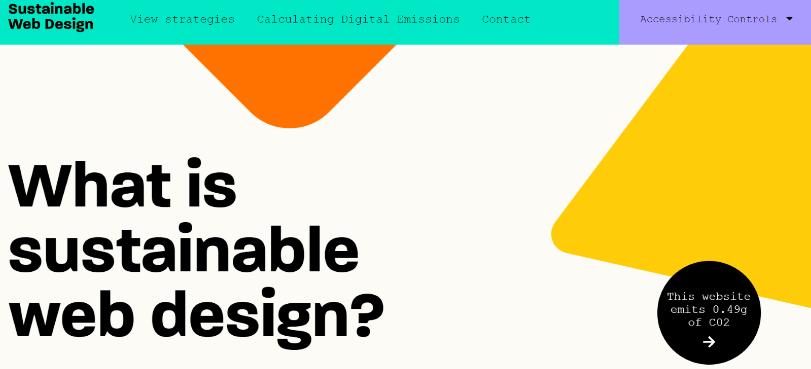 Sustainable
Web Design
View strategies
Calculating Digital Emissions
Contact
Accessibility Controls
What is
sustainable
web design?
This website
emits 0.49g
of CO2